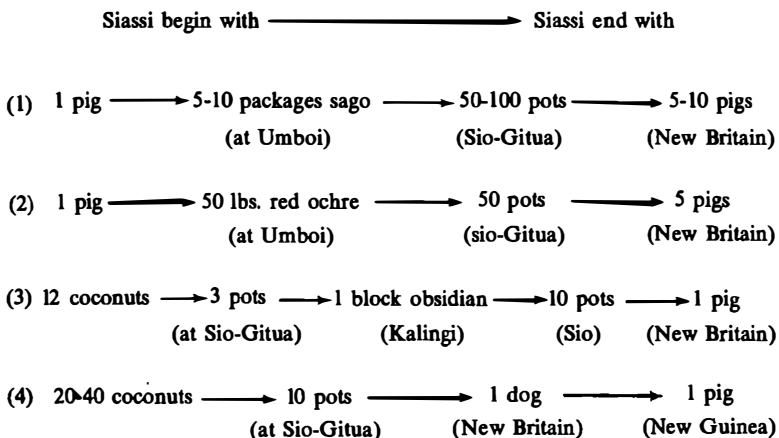 Siassi begin with → Siassi end with
(1) 1 pig → 5-10 packages sago → 50-100 pots → 5-10 pigs
(at Umboi) (Sio-Gitua) (New Britain)
(2) 1 pig → 50 lbs. red ochre → 50 pots → 5 pigs
(at Umboi) (sio-Gitua) (New Britain)
(3) 12 coconuts → 3 pots → 1 block obsidian → 10 pots → 1 pig
(at Sio-Gitua) (Kalingi) (Sio) (New Britain)
(4) 20-40 coconuts → 10 pots → 1 dog → 1 pig
(at Sio-Gitua) (New Britain) (New Guinea)